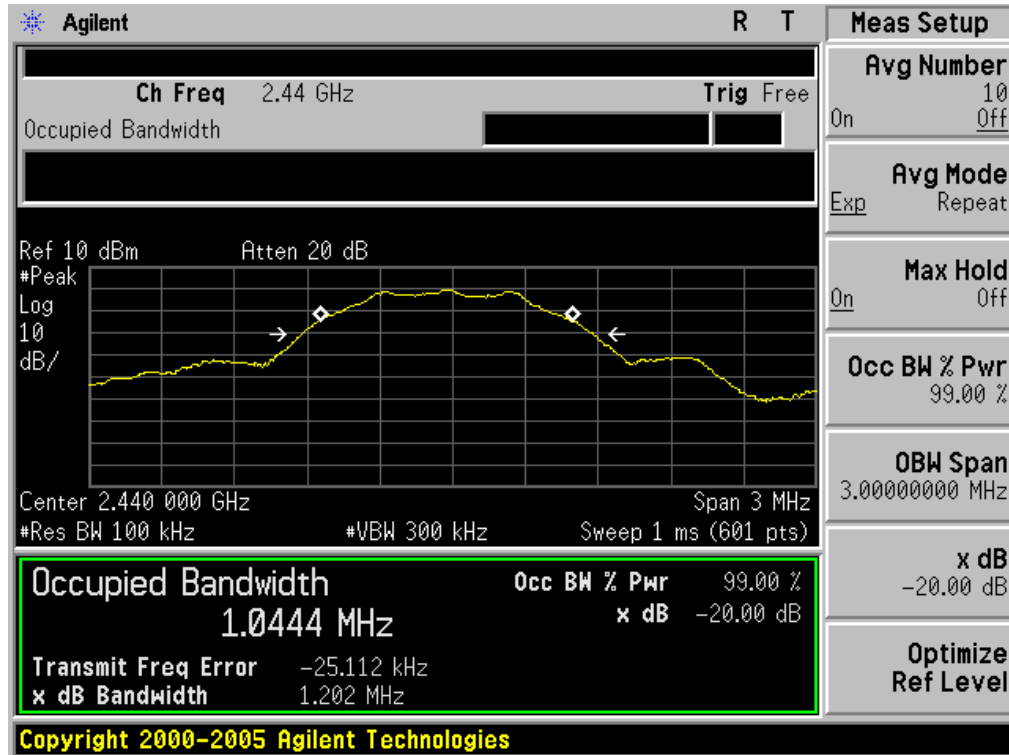 Agilent R T
Ch Freq 2.44 GHz Trig Free
Occupied Bandwidth
Ref 10 dBm Atten 20 dB
#Peak
Log
10
dB/
Center 2.440 000 GHz Span 3 MHz
#Res BW 100 kHz #VBW 300 kHz Sweep 1 ms (601 pts)
Occupied Bandwidth Occ BW % Pwr 99.00 %
1.0444 MHz x dB -20.00 dB
Transmit Freq Error -25.112 kHz
x dB Bandwidth 1.202 MHz
Copyright 2000-2005 Agilent Technologies
Meas Setup
Avg Number
10
On Off
Avg Mode
Exp Repeat
Max Hold
On Off
Occ BW % Pwr
99.00 %
OBW Span
3.00000000 MHz
x dB
-20.00 dB
Optimize
Ref Level